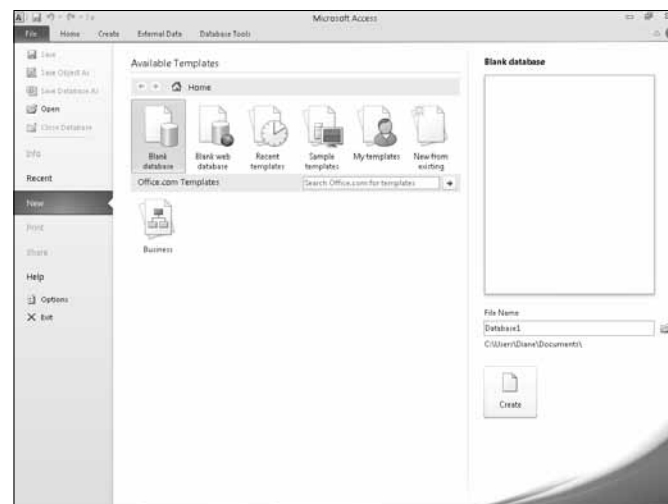 Microsoft Access
File Home Create External Data Database Tools
Save
Save Object As
Save Database As
Open
Close Database
Info
Recent
New
Print
Share
Help
Options
Exit
Available Templates
Home
Blank database
Blank web database
Recent templates
Sample templates
My templates
New from existing
Office.com Templates
Search Office.com for templates
Business
Blank database
File Name
Database1
C:\Users\Diane\Documents\
Create